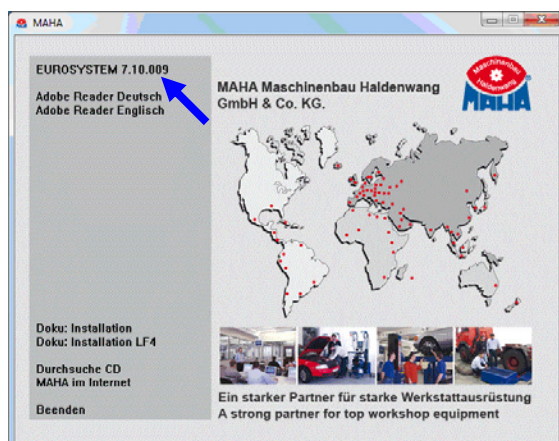 MAHA
EUROSYSTEM 7.10.009
Adobe Reader Deutsch
Adobe Reader Englisch
MAHA Maschinenbau Haldenwang
GmbH & Co. KG.
Maschinenbau
Haldenwang
MAHA
Doku: Installation
Doku: Installation LF4
Durchsuche CD
MAHA im Internet
Beenden
Ein starker Partner für starke Werkstattausrüstung
A strong partner for top workshop equipment